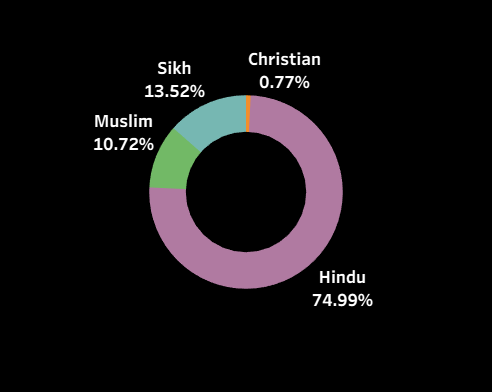 Christian
0.77%
Sikh
13.52%
Muslim
10.72%
Hindu
74.99%